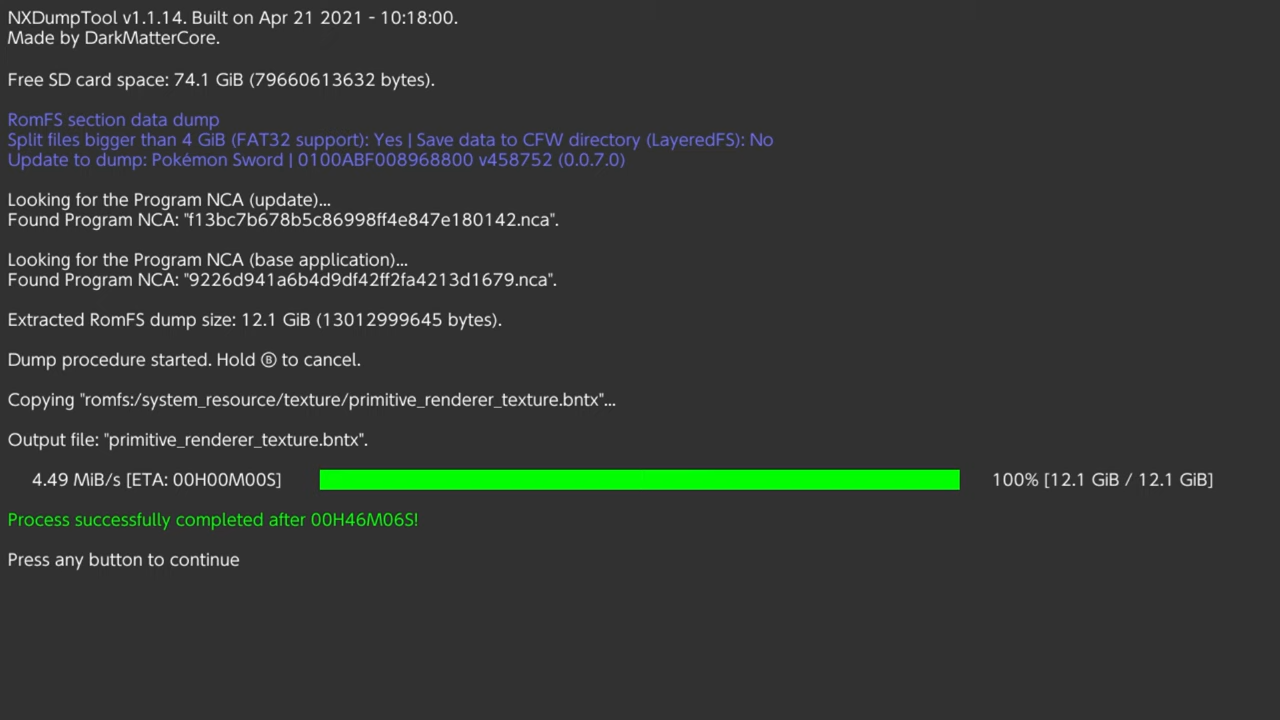 NXDumpTool v1.1.14. Built on Apr 21 2021 - 10:18:00.
Made by DarkMatterCore.
Free SD card space: 74.1 GiB (79660613632 bytes).
RomFS section data dump
Split files bigger than 4 GiB (FAT32 support): Yes | Save data to CFW directory (LayeredFS): No
Update to dump: Pokémon Sword | 0100ABF008968800 v458752 (0.0.7.0)
Looking for the Program NCA (update)...
Found Program NCA: "f13bc7b678b5c86998ff4e847e180142.nca".
Looking for the Program NCA (base application)...
Found Program NCA: "9226d941a6b4d9df42ff2fa4213d1679.nca".
Extracted RomFS dump size: 12.1 GiB (13012999645 bytes).
Dump procedure started. Hold Ⓑ to cancel.
Copying "romfs:/system_resource/texture/primitive_renderer_texture.bntx"...
Output file: "primitive_renderer_texture.bntx".
4.49 MiB/s [ETA: 00H00M00S] 100% [12.1 GiB / 12.1 GiB]
Process successfully completed after 00H46M06S!
Press any button to continue